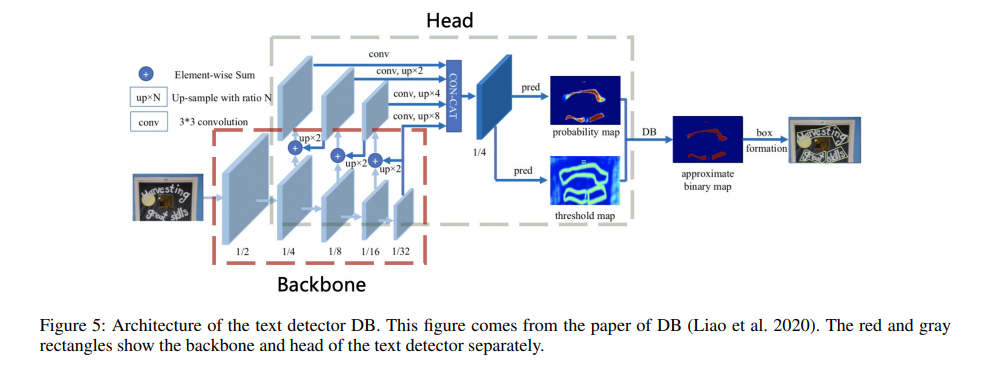 Head
conv
conv, up×2
conv, up×4
conv, up×8
CON-CAT
Element-wise Sum
up×N Up-sample with ratio N
conv 3*3 convolution
up×2
up×2
up×2
1/4
pred
pred
probability map
threshold map
DB
approximate
binary map
box
formation
Harvesting
great skills
1/2 1/4 1/8 1/16 1/32
Backbone
Figure 5: Architecture of the text detector DB. This figure comes from the paper of DB (Liao et al. 2020). The red and gray
rectangles show the backbone and head of the text detector separately.